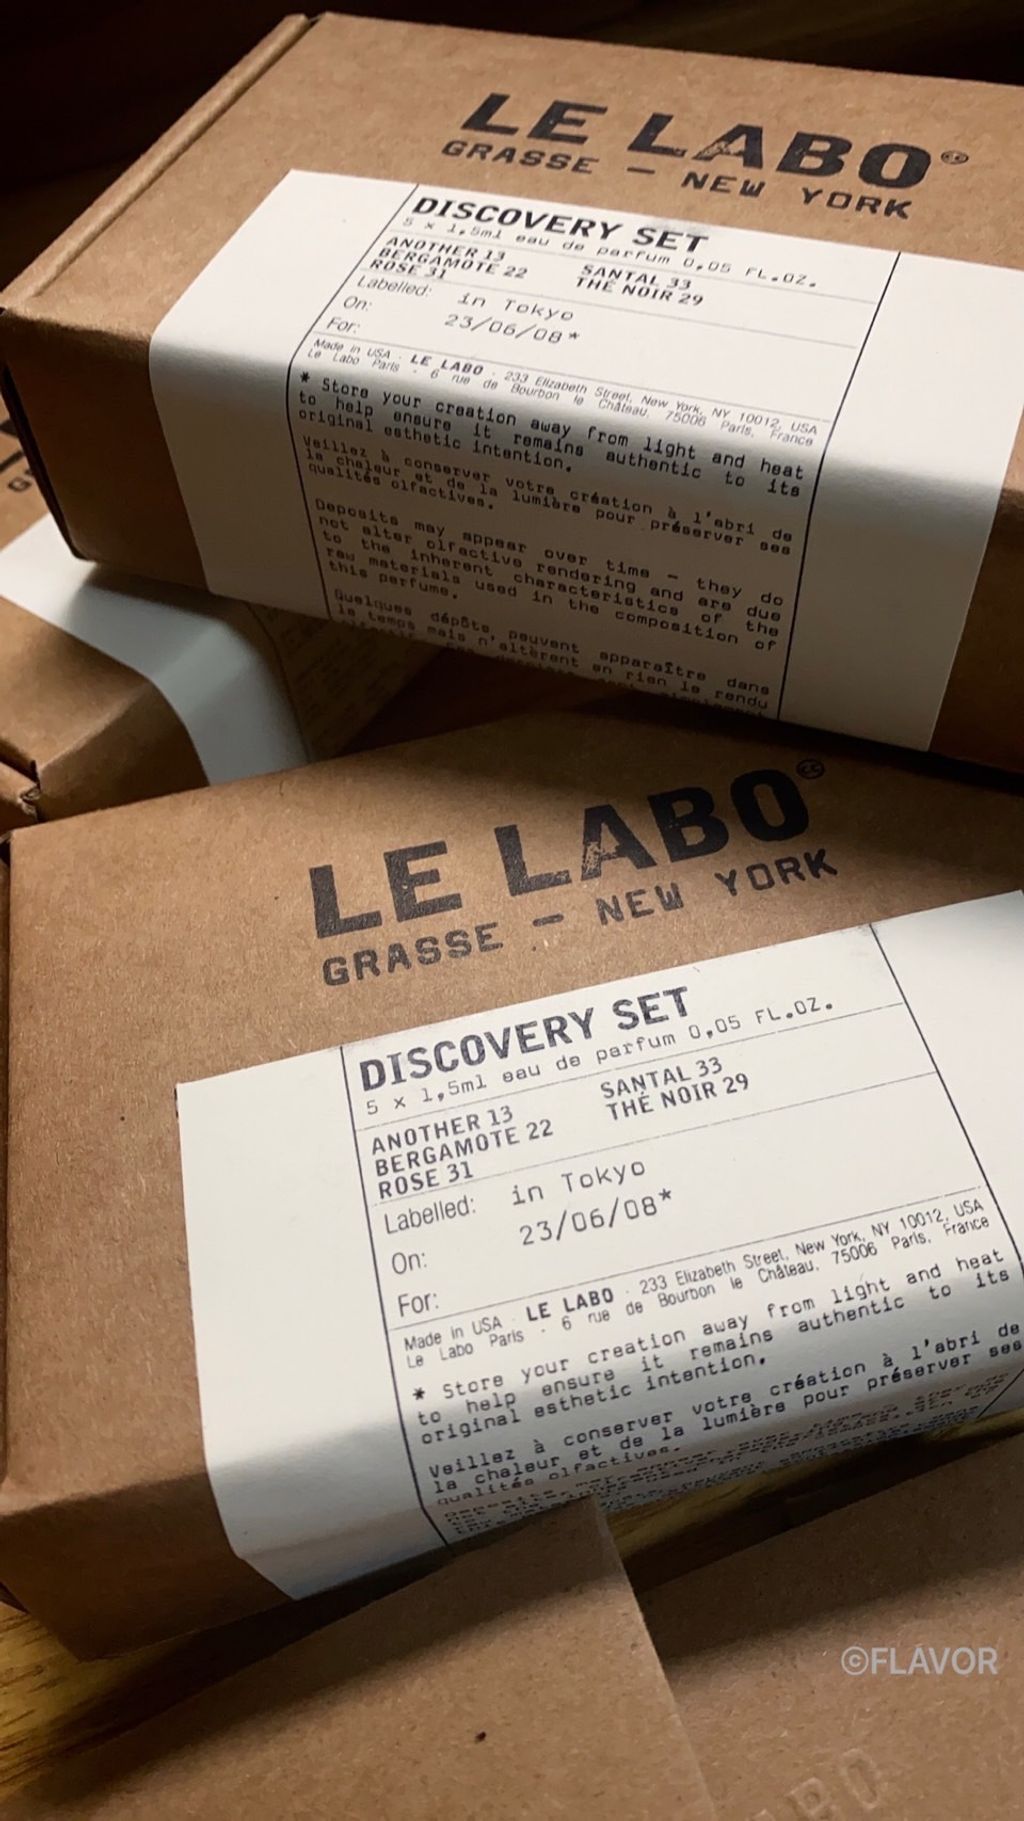 LE LABO
GRASSE — NEW YORK
DISCOVERY SET
5 x 1,5ml eau de parfum 0,05 FL.OZ.
ANOTHER 13
BERGAMOTE 22
ROSE 31
SANTAL 33
THÉ NOIR 29
Labelled: in Tokyo
On: 23/06/08*
For:
Made in USA · LE LABO · 233 Elizabeth Street, New York, NY 10012, USA
Le Labo Paris - 6 rue de Bourbon le Château, 75006 Paris, France
* Store your creation away from light and heat
to help ensure it remains authentic to its
original esthetic intention.
Veillez à conserver votre création à l'abri de
la chaleur et de la lumière pour préserver ses
qualités olfactives.
Deposits may appear over time — they do
not alter olfactive rendering and are due
to the inherent characteristics of the
raw materials used in the composition of
this perfume.
Quelques dépôts, peuvent apparaître dans
le temps mais n'altèrent en rien le rendu
LE LABO
GRASSE — NEW YORK
DISCOVERY SET
5 x 1,5ml eau de parfum 0,05 FL.OZ.
ANOTHER 13
BERGAMOTE 22
ROSE 31
SANTAL 33
THÉ NOIR 29
Labelled: in Tokyo
On: 23/06/08*
For:
Made in USA · LE LABO · 233 Elizabeth Street, New York, NY 10012, USA
Le Labo Paris - 6 rue de Bourbon le Château, 75006 Paris, France
* Store your creation away from light and heat
to help ensure it remains authentic to its
original esthetic intention.
Veillez à conserver votre création à l'abri de
la chaleur et de la lumière pour préserver ses
qualités olfactives.
©FLÁVOR